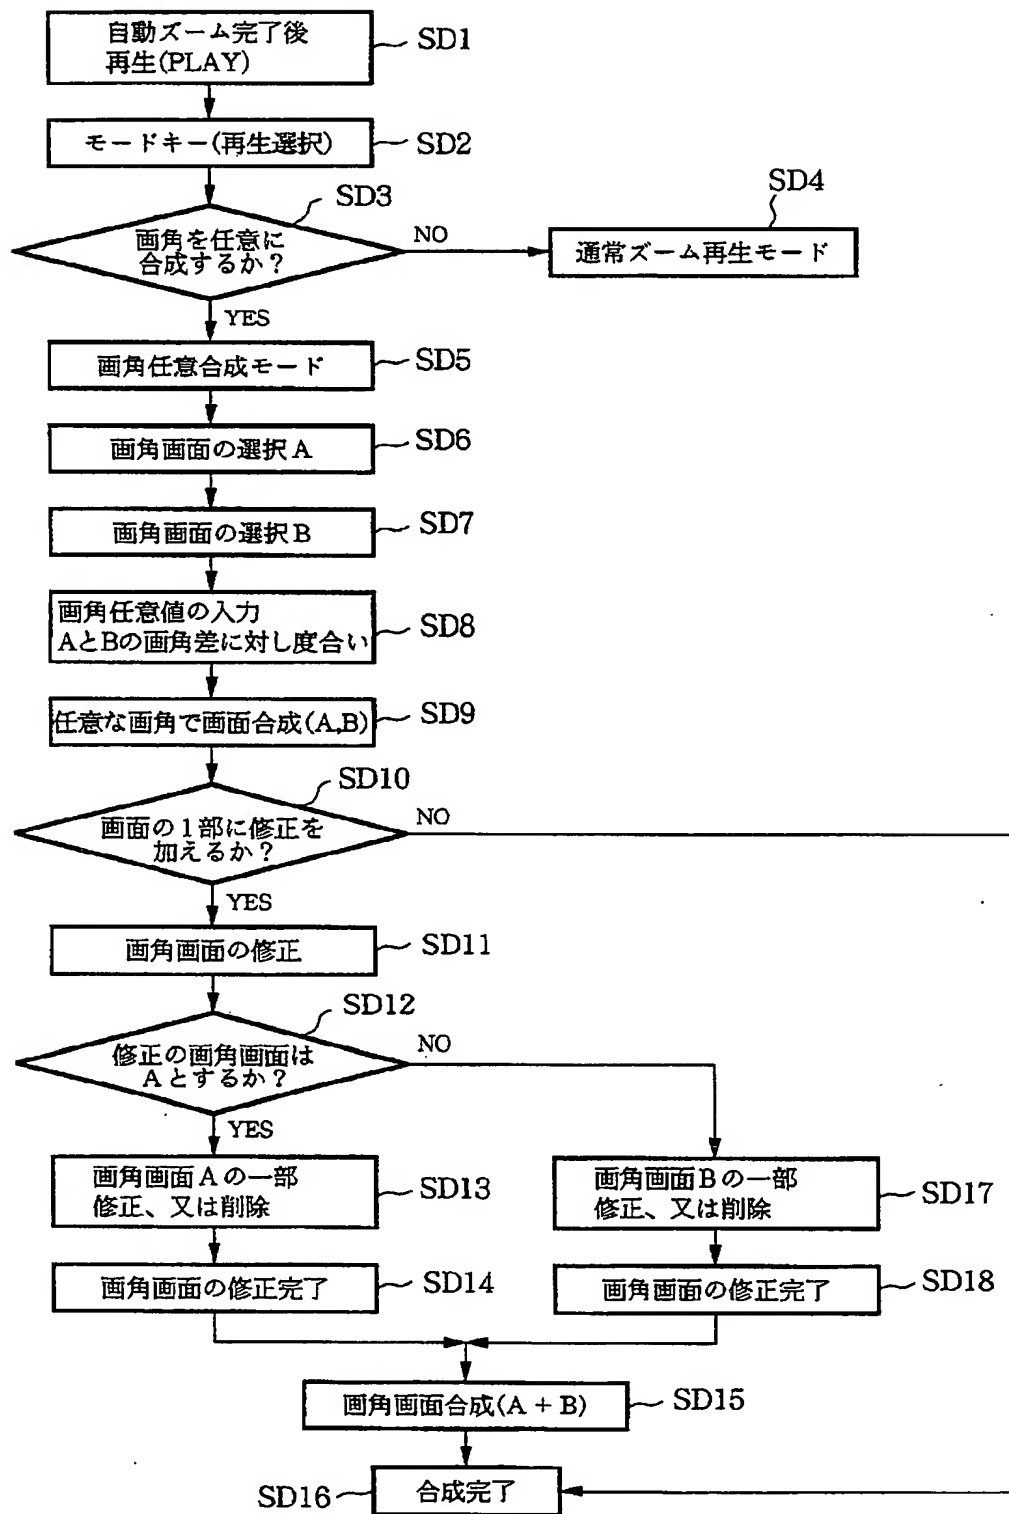 自動ズーム完了後
再生(PLAY)
SD1
モードキー(再生選択)
SD2
SD3
画角を任意に
合成するか？
NO
SD4
通常ズーム再生モード
YES
画角任意合成モード
SD5
画角画面の選択A
SD6
画角画面の選択B
SD7
画角任意値の入力
AとBの画角差に対し度合い
SD8
任意な画角で画面合成(A,B)
SD9
SD10
画面の1部に修正を
加えるか？
NO
YES
画角画面の修正
SD11
SD12
修正の画角画面は
Aとするか？
NO
YES
画角画面Aの一部
修正、又は削除
SD13
画角画面Bの一部
修正、又は削除
SD17
画角画面の修正完了
SD14
画角画面の修正完了
SD18
画角画面合成(A + B)
SD15
SD16
合成完了